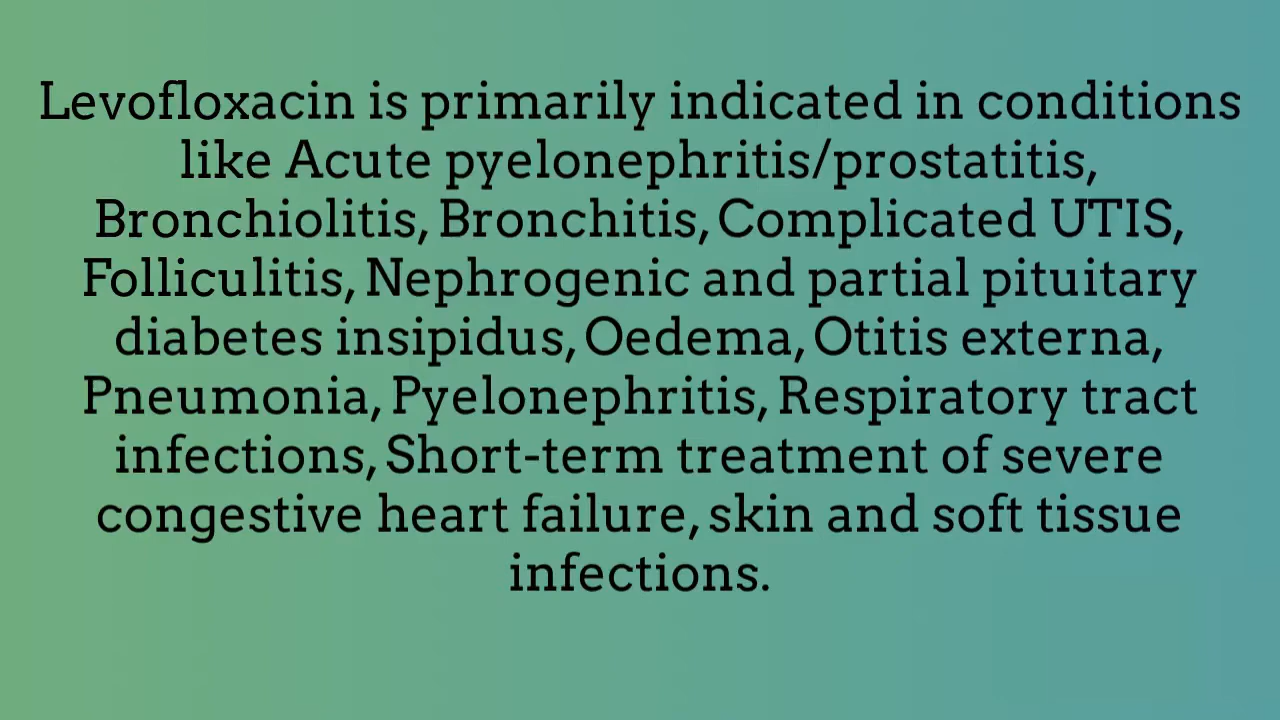 Levofloxacin is primarily indicated in conditions
like Acute pyelonephritis/prostatitis,
Bronchiolitis, Bronchitis, Complicated UTIS,
Folliculitis, Nephrogenic and partial pituitary
diabetes insipidus, Oedema, Otitis externa,
Pneumonia, Pyelonephritis, Respiratory tract
infections, Short-term treatment of severe
congestive heart failure, skin and soft tissue
infections.